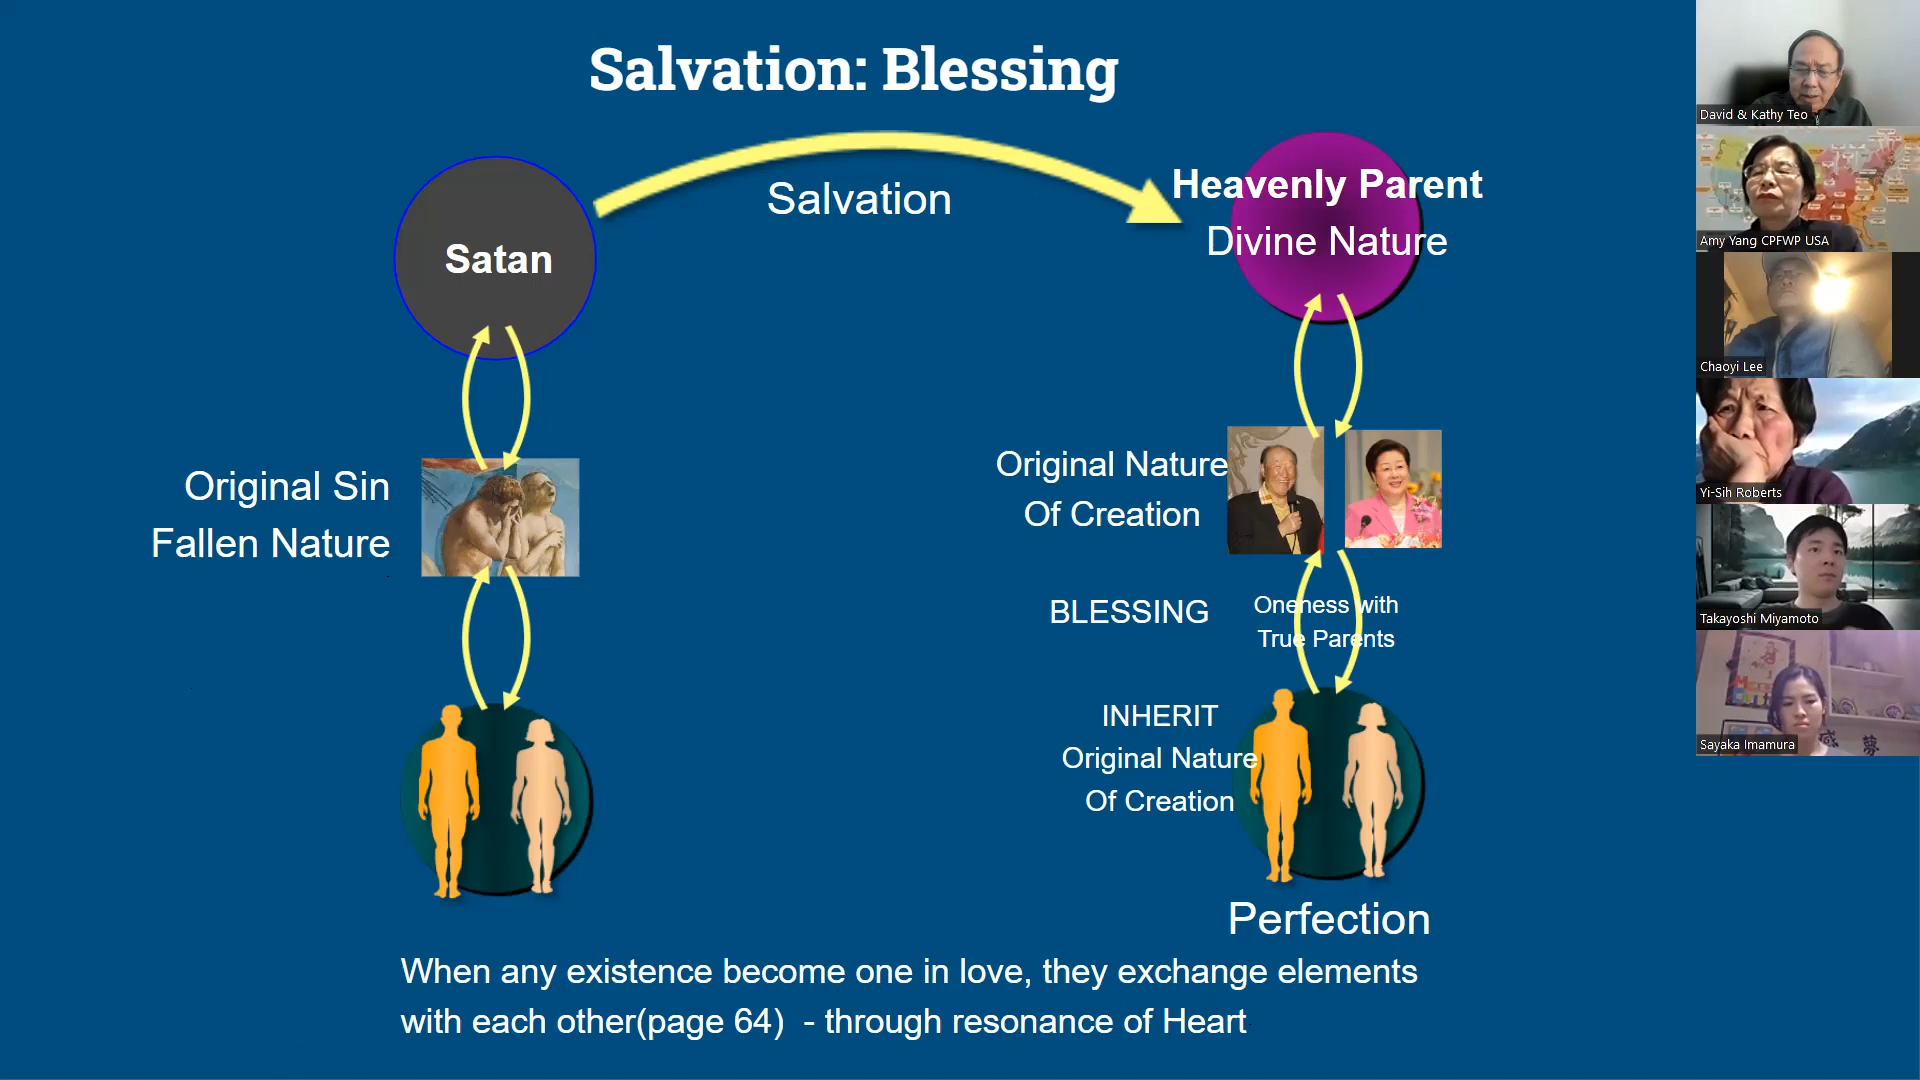 Salvation: Blessing
Salvation
Satan
Heavenly Parent
Divine Nature
Original Sin
Fallen Nature
Original Nature
Of Creation
BLESSING
Oneness with
True Parents
INHERIT
Original Nature
Of Creation
Perfection
When any existence become one in love, they exchange elements
with each other(page 64)  - through resonance of Heart
David & Kathy Teo
Amy Yang CPFWP USA
Chaoyi Lee
Yi-Sih Roberts
Takayoshi Miyamoto
Sayaka Imamura
感 夢